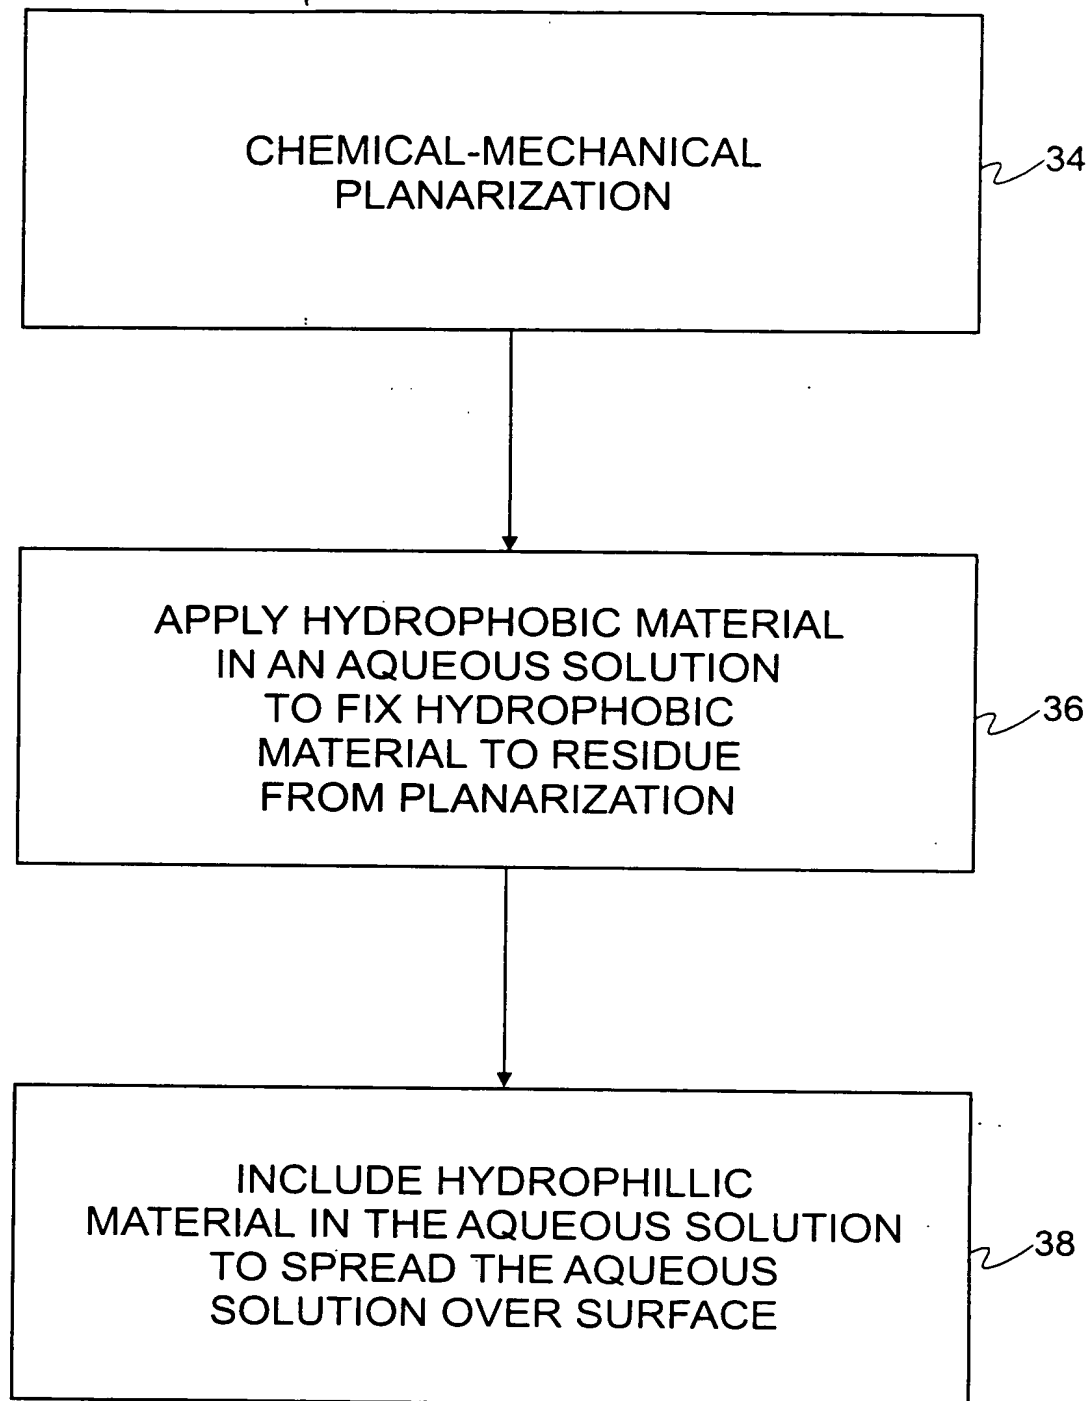 CHEMICAL-MECHANICAL
PLANARIZATION
34
APPLY HYDROPHOBIC MATERIAL
IN AN AQUEOUS SOLUTION
TO FIX HYDROPHOBIC
MATERIAL TO RESIDUE
FROM PLANARIZATION
36
INCLUDE HYDROPHILLIC
MATERIAL IN THE AQUEOUS SOLUTION
TO SPREAD THE AQUEOUS
SOLUTION OVER SURFACE
38